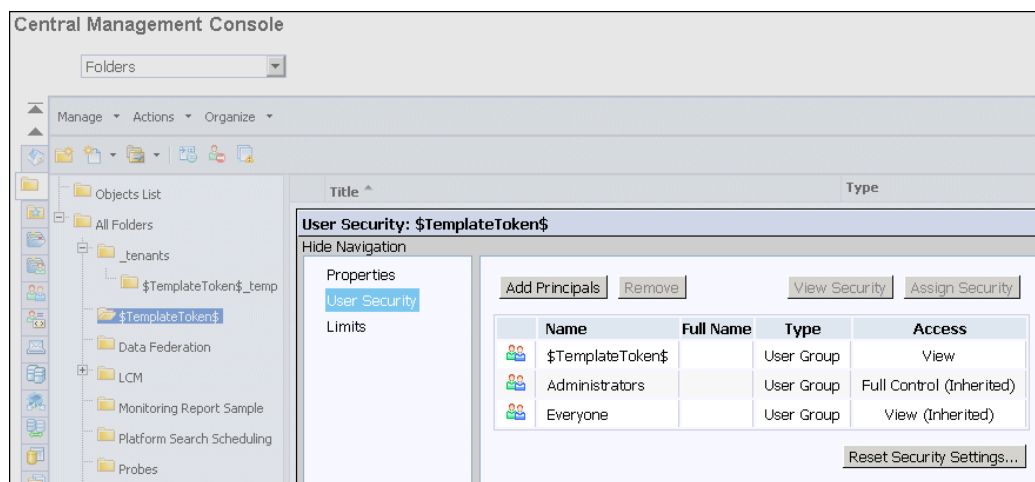 Central Management Console
Folders
Manage Actions Organize
Title Type
Objects List
All Folders
_tenants
$TemplateToken$_temp
$TemplateToken$
Data Federation
LCM
Monitoring Report Sample
Platform Search Scheduling
Probes
User Security: $TemplateToken$
Hide Navigation
Properties
User Security
Limits
Add Principals Remove View Security Assign Security
Name Full Name Type Access
$TemplateToken$ User Group View
Administrators User Group Full Control (Inherited)
Everyone User Group View (Inherited)
Reset Security Settings...